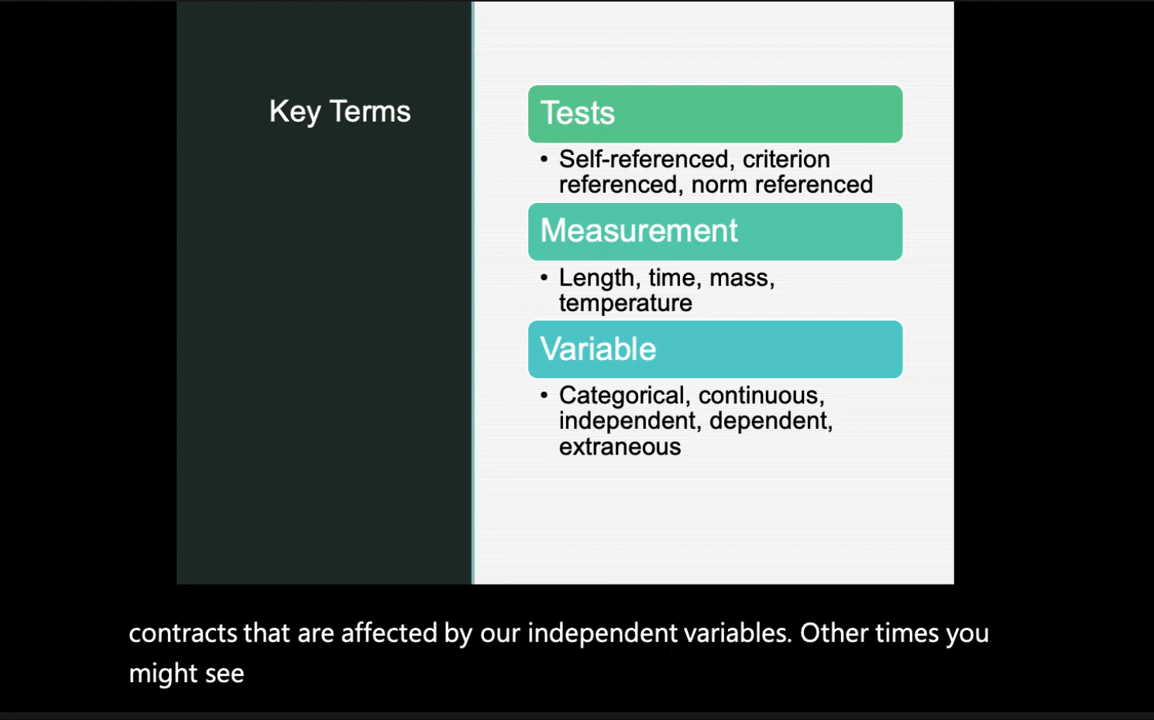 Key Terms
Tests
• Self-referenced, criterion
referenced, norm referenced
Measurement
• Length, time, mass,
temperature
Variable
• Categorical, continuous,
independent, dependent,
extraneous
contracts that are affected by our independent variables. Other times you
might see